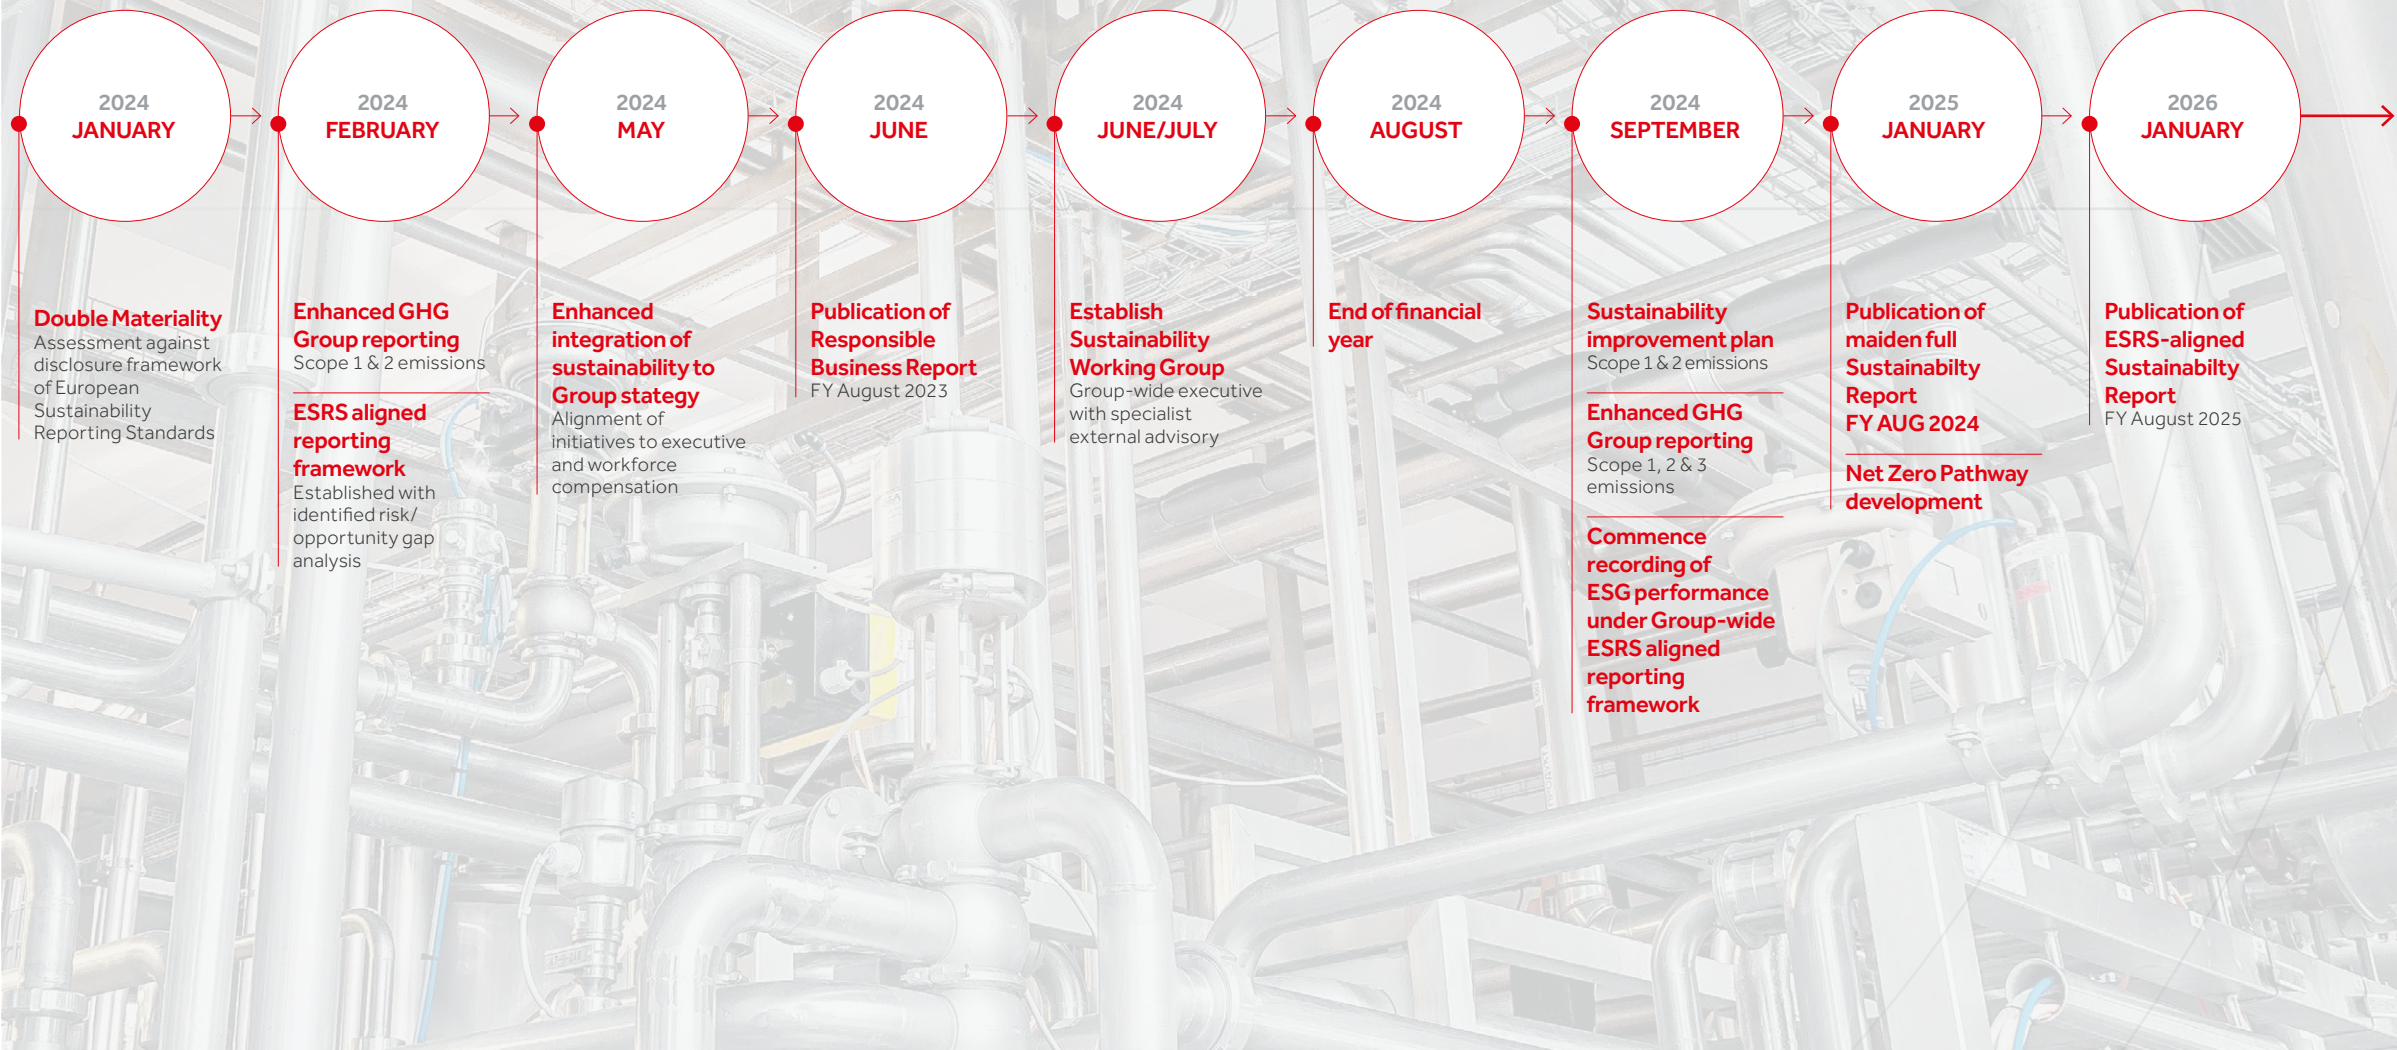 2024
JANUARY
Double Materiality
Assessment against
disclosure framework
of European
Sustainability
Reporting Standards
2024
FEBRUARY
Enhanced GHG
Group reporting
Scope 1 & 2 emissions
ESRS aligned
reporting
framework
Established with
identified risk/
opportunity gap
analysis
2024
MAY
Enhanced
integration of
sustainability to
Group stategy
Alignment of
initiatives to executive
and workforce
compensation
2024
JUNE
Publication of
Responsible
Business Report
FY August 2023
2024
JUNE/JULY
Establish
Sustainability
Working Group
Group-wide executive
with specialist
external advisory
2024
AUGUST
End of financial
year
2024
SEPTEMBER
Sustainability
improvement plan
Scope 1 & 2 emissions
Enhanced GHG
Group reporting
Scope 1, 2 & 3
emissions
Commence
recording of
ESG performance
under Group-wide
ESRS aligned
reporting
framework
2025
JANUARY
Publication of
maiden full
Sustainabilty
Report
FY AUG 2024
Net Zero Pathway
development
2026
JANUARY
Publication of
ESRS-aligned
Sustainabilty
Report
FY August 2025